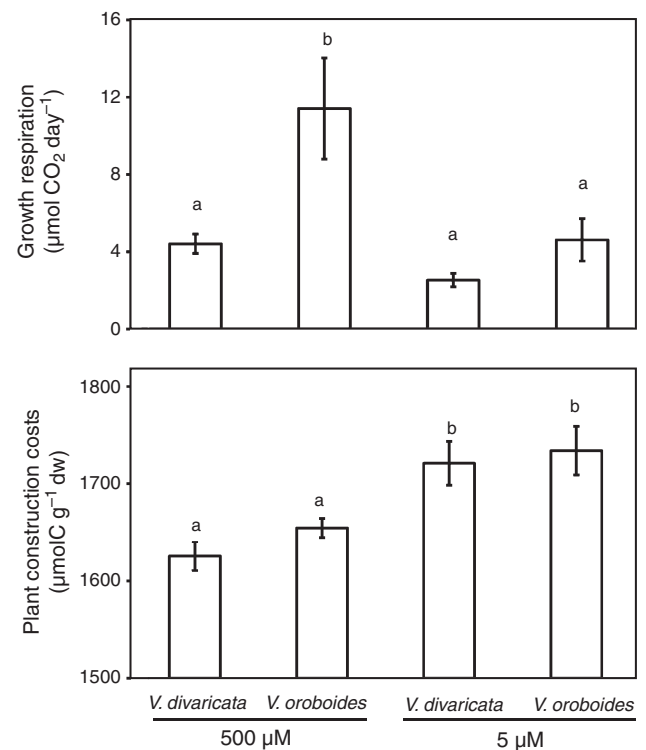 16
12
8
4
0
Growth respiration
(µmol CO₂ day⁻¹)
a
b
a
a
1800
1700
1600
1500
Plant construction costs
(µmolC g⁻¹ dw)
a
a
b
b
V. divaricata V. oroboides V. divaricata V. oroboides
500 µM 5 µM